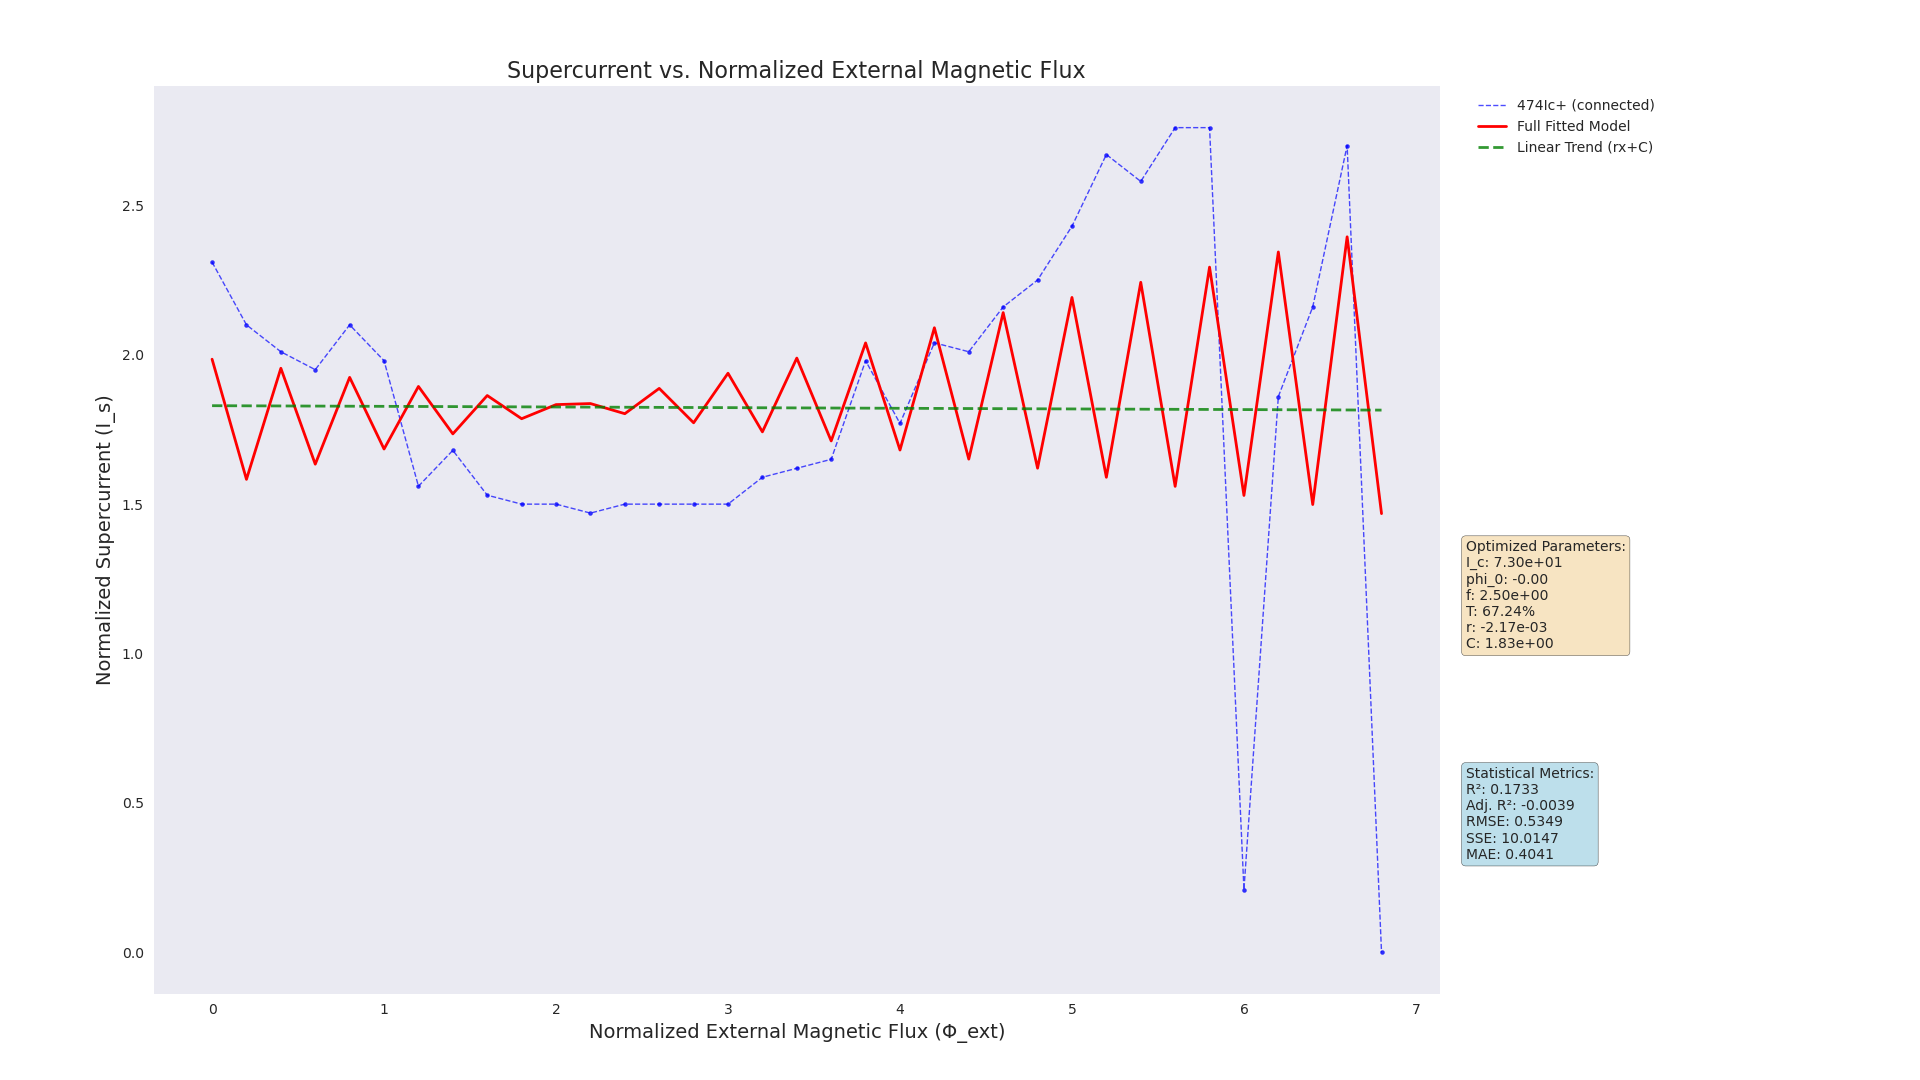 Supercurrent vs. Normalized External Magnetic Flux
474Ic+ (connected)
Full Fitted Model
Linear Trend (rx+C)
Normalized Supercurrent (I_s)
2.5
2.0
1.5
1.0
0.5
0.0
0 1 2 3 4 5 6 7
Normalized External Magnetic Flux (Φ_ext)
Optimized Parameters:
I_c: 7.30e+01
phi_0: -0.00
f: 2.50e+00
T: 67.24%
r: -2.17e-03
C: 1.83e+00
Statistical Metrics:
R²: 0.1733
Adj. R²: -0.0039
RMSE: 0.5349
SSE: 10.0147
MAE: 0.4041